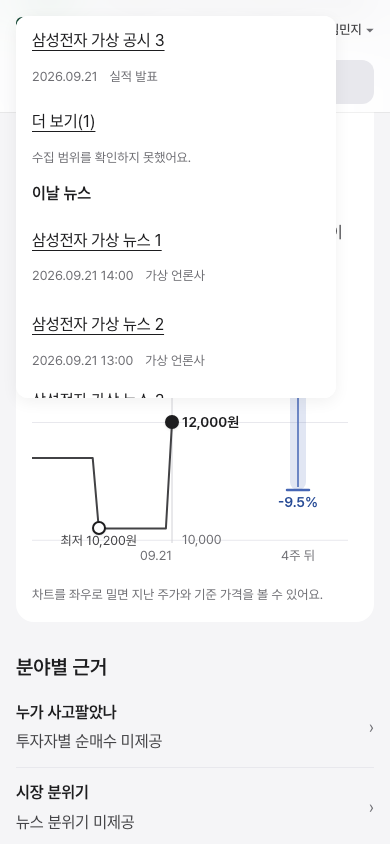 삼성전자 가상 공시 3
2026.09.21 실적 발표
더 보기(1)
수집 범위를 확인하지 못했어요.
이날 뉴스
삼성전자 가상 뉴스 1
2026.09.21 14:00 가상 언론사
삼성전자 가상 뉴스 2
2026.09.21 13:00 가상 언론사
민지
12,000원
-9.5%
최저 10,200원
10,000
09.21
4주 뒤
차트를 좌우로 밀면 지난 주가와 기준 가격을 볼 수 있어요.
분야별 근거
누가 사고팔았나
투자자별 순매수 미제공
시장 분위기
뉴스 분위기 미제공